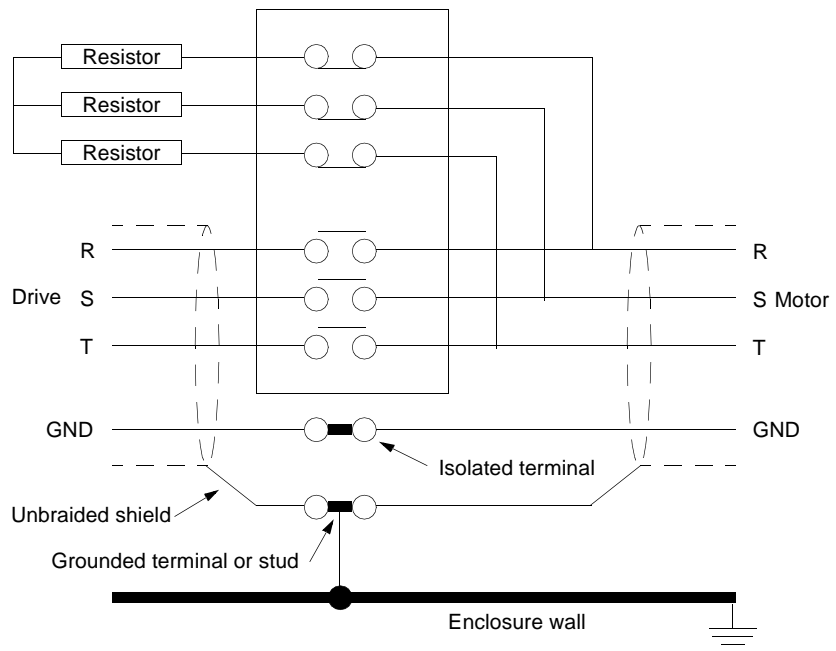 Resistor
Resistor
Resistor
R
R
Drive S
S Motor
T
T
GND
GND
Isolated terminal
Unbraided shield
Grounded terminal or stud
Enclosure wall